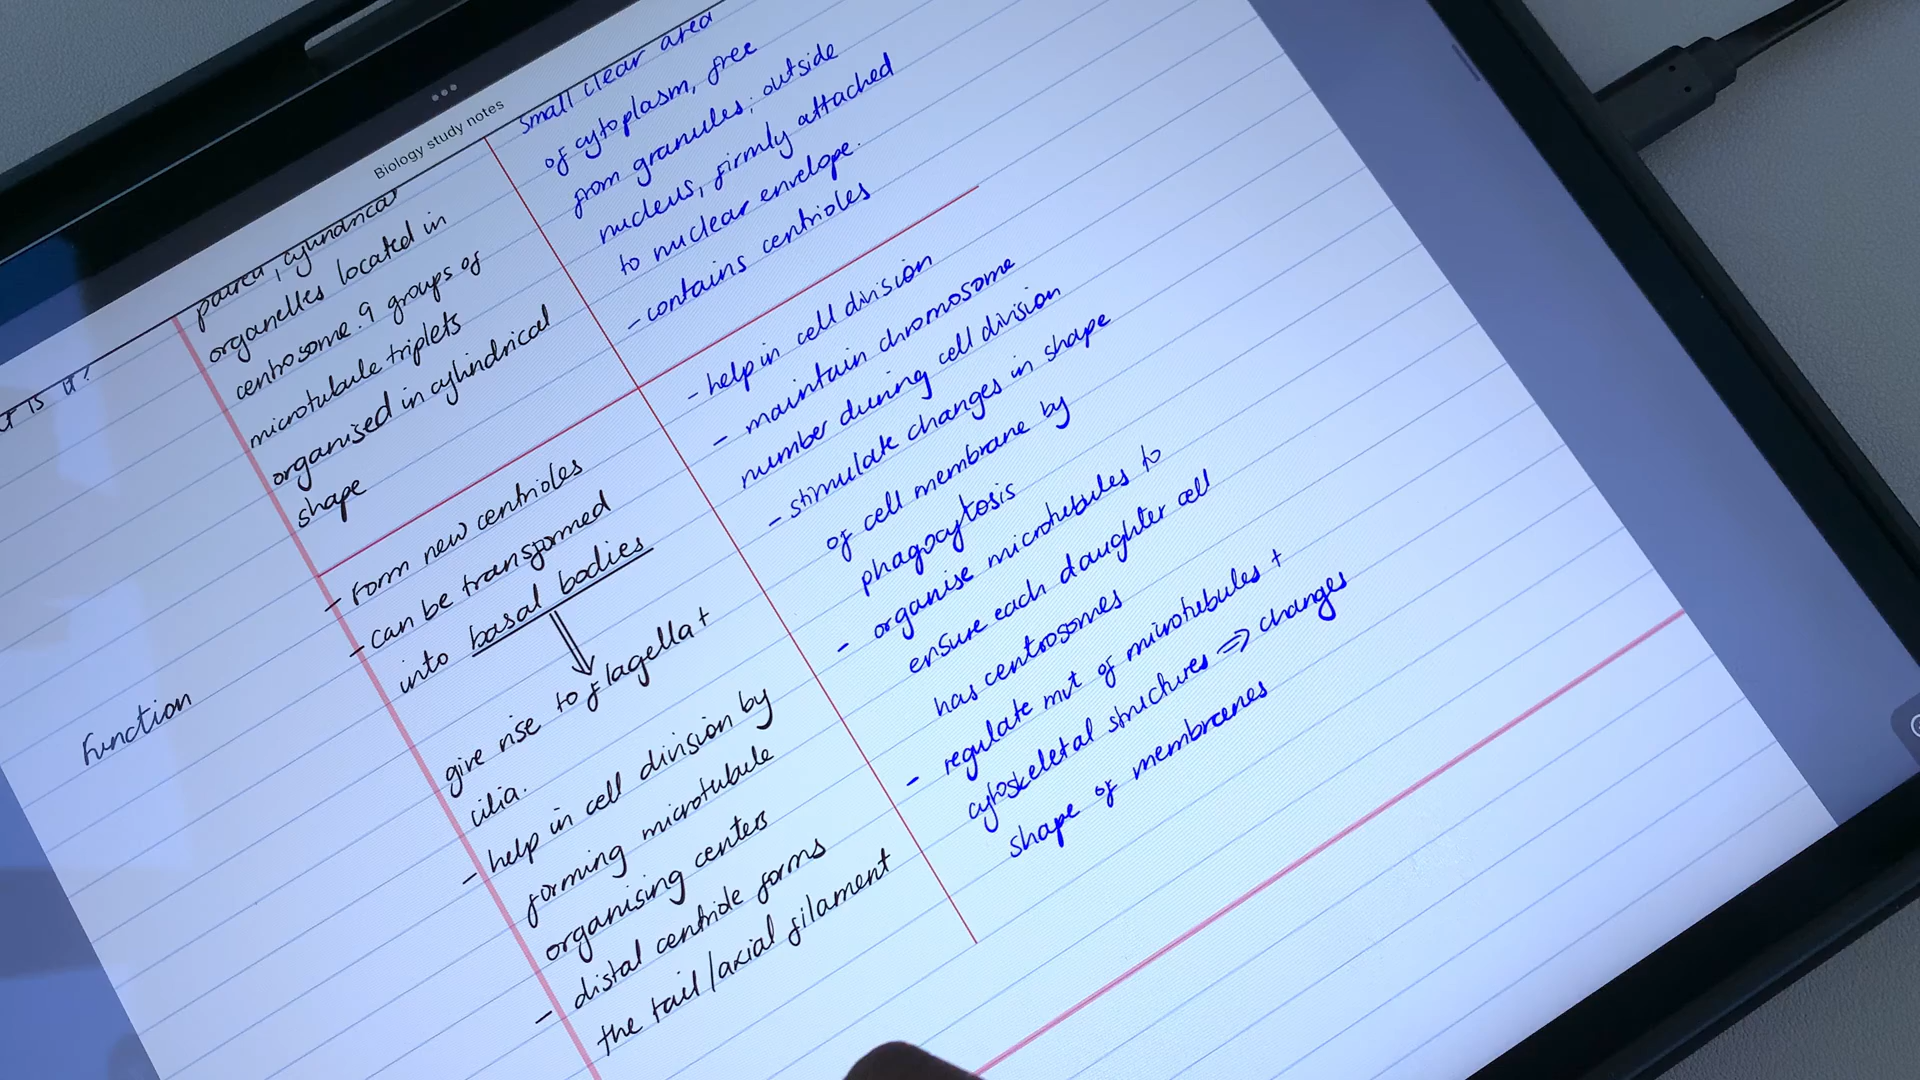 Biology study notes
paired, cylindrical
organelles located in
centrosome. 9 groups of
microtubule triplets
organised in cylindrical
shape
small clear area
of cytoplasm, free
from granules; outside
nucleus, firmly attached
to nuclear envelope.
- contains centrioles
is it?
Function
- form new centrioles
- can be transformed
into basal bodies
give rise to flagella +
cilia.
- help in cell division by
forming microtubule
organising centers
- distal centriole forms
the tail/axial filament
- help in cell division
- maintain chromosome
number during cell division
- stimulate changes in shape
of cell membrane by
phagocytosis
- organise microtubules to
ensure each daughter cell
has centrosomes
- regulate mvt of microtubules +
cytoskeletal structures ⇒ changes
shape of membranes